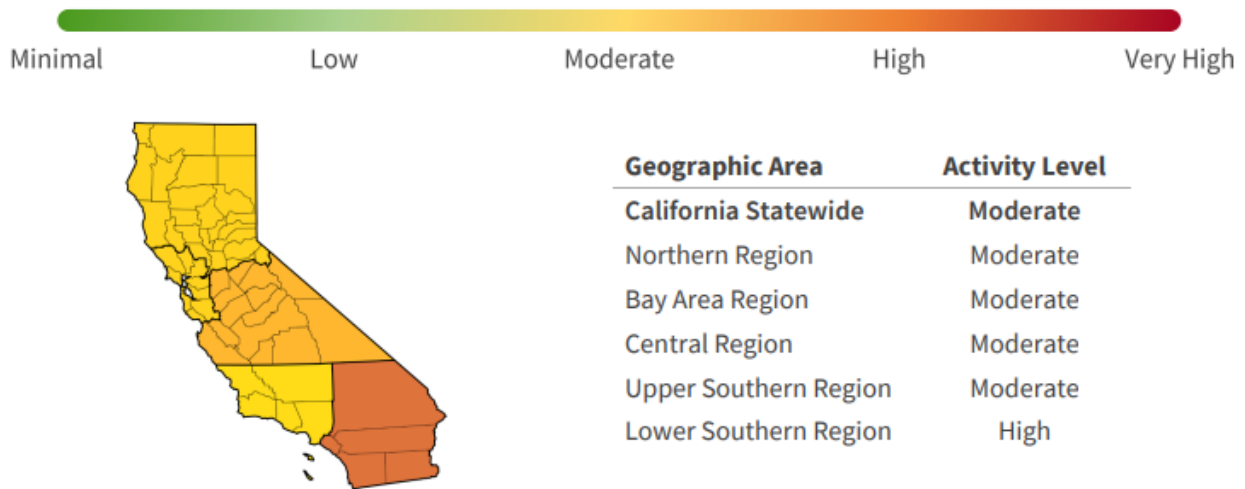 Minimal Low Moderate High Very High
Geographic Area Activity Level
California Statewide Moderate
Northern Region Moderate
Bay Area Region Moderate
Central Region Moderate
Upper Southern Region Moderate
Lower Southern Region High